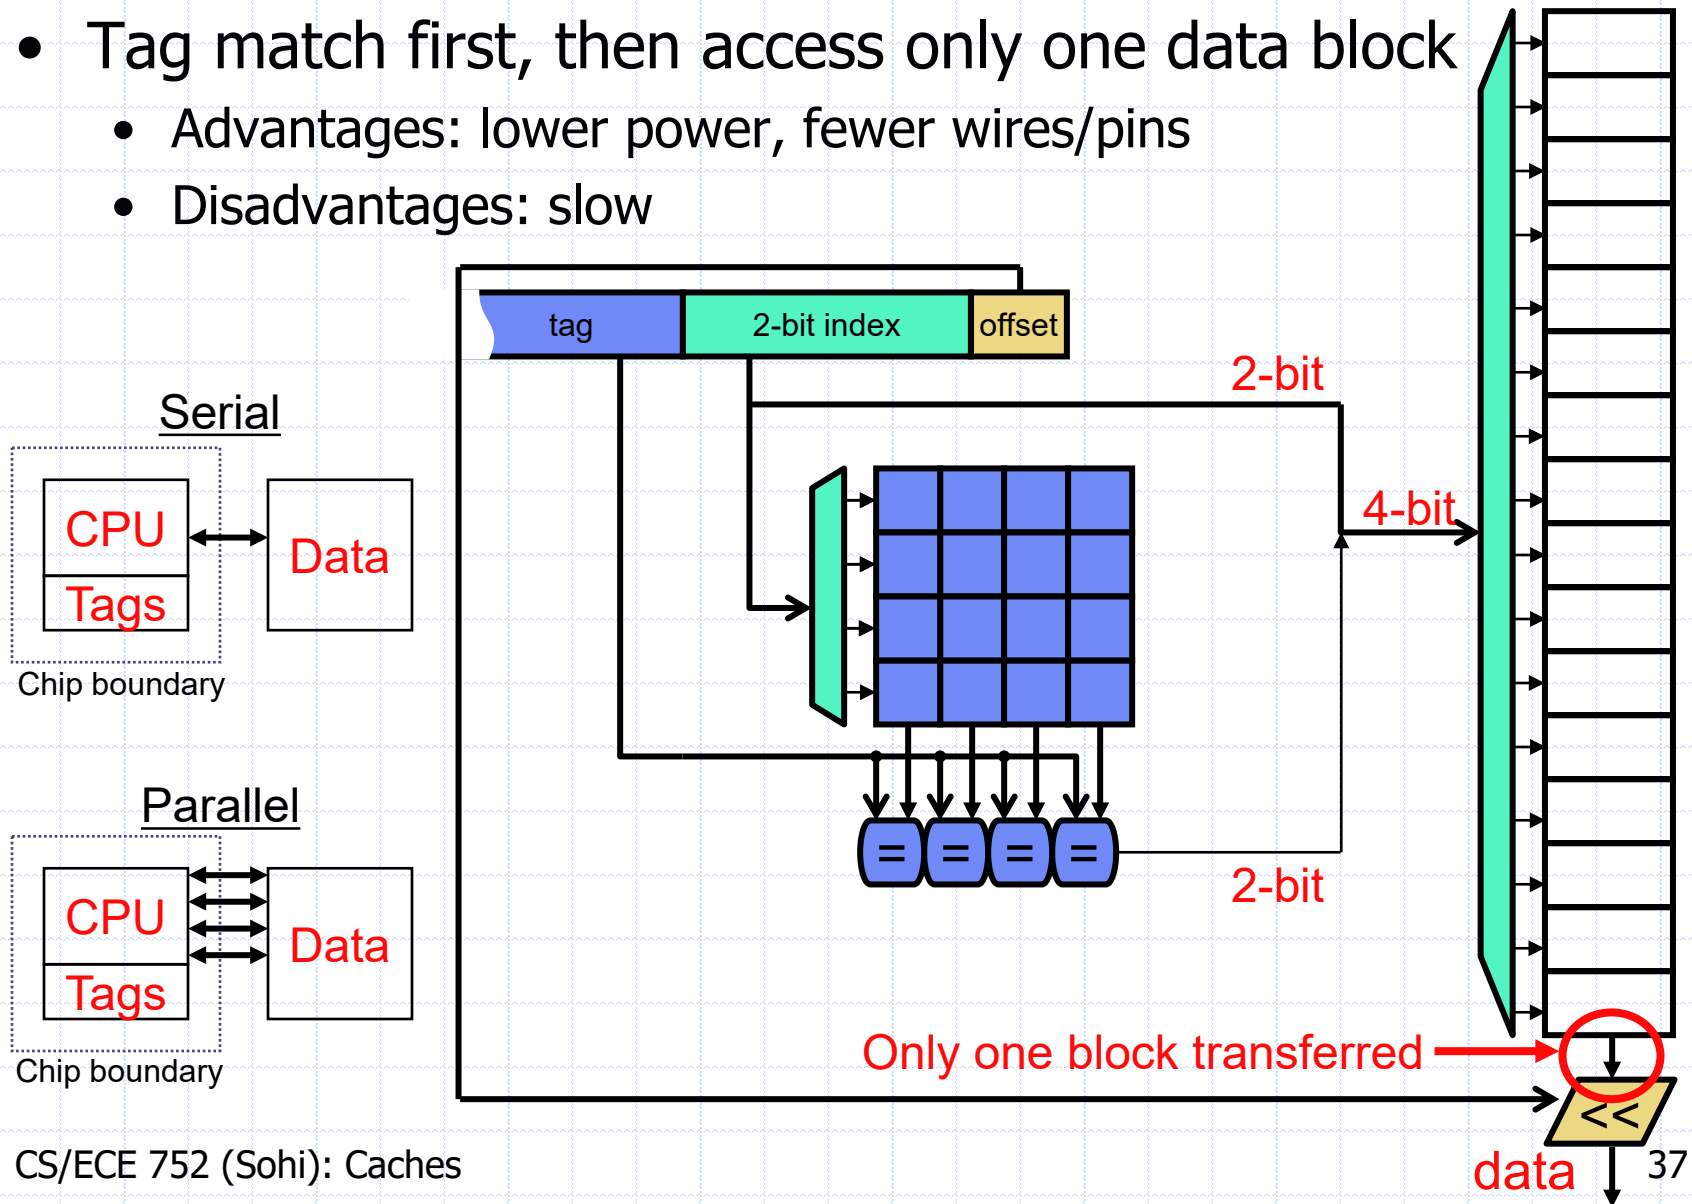 • Tag match first, then access only one data block
• Advantages: lower power, fewer wires/pins
• Disadvantages: slow
tag 2-bit index offset
2-bit
Serial
4-bit
CPU
Data
Tags
Chip boundary
Parallel
= = = =
2-bit
CPU
Data
Tags
Only one block transferred
Chip boundary
<<
CS/ECE 752 (Sohi): Caches
data
37